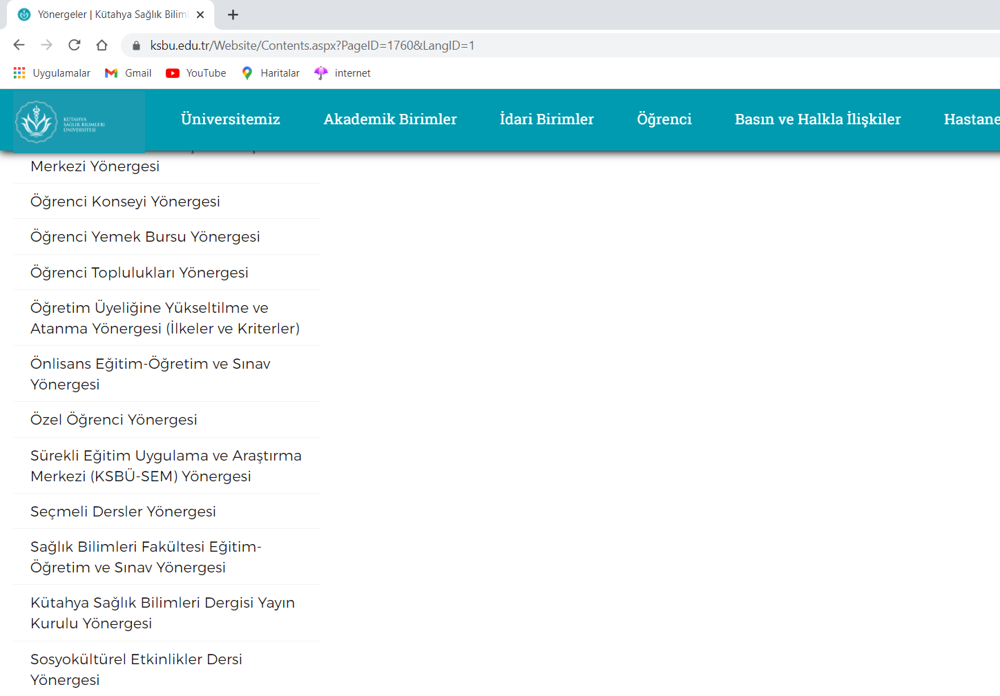 Yönergeler | Kütahya Sağlık Bilim
ksbu.edu.tr/Website/Contents.aspx?PageID=1760&LangID=1
Uygulamalar Gmail YouTube Haritalar internet
KÜTAHYA
SAĞLIK BİLİMLERİ
ÜNİVERSİTESİ
Üniversitemiz Akademik Birimler İdari Birimler Öğrenci Basın ve Halkla İlişkiler Hastane
Merkezi Yönergesi
Öğrenci Konseyi Yönergesi
Öğrenci Yemek Bursu Yönergesi
Öğrenci Toplulukları Yönergesi
Öğretim Üyeliğine Yükseltilme ve
Atanma Yönergesi (İlkeler ve Kriterler)
Önlisans Eğitim-Öğretim ve Sınav
Yönergesi
Özel Öğrenci Yönergesi
Sürekli Eğitim Uygulama ve Araştırma
Merkezi (KSBÜ-SEM) Yönergesi
Seçmeli Dersler Yönergesi
Sağlık Bilimleri Fakültesi Eğitim-
Öğretim ve Sınav Yönergesi
Kütahya Sağlık Bilimleri Dergisi Yayın
Kurulu Yönergesi
Sosyokültürel Etkinlikler Dersi
Yönergesi